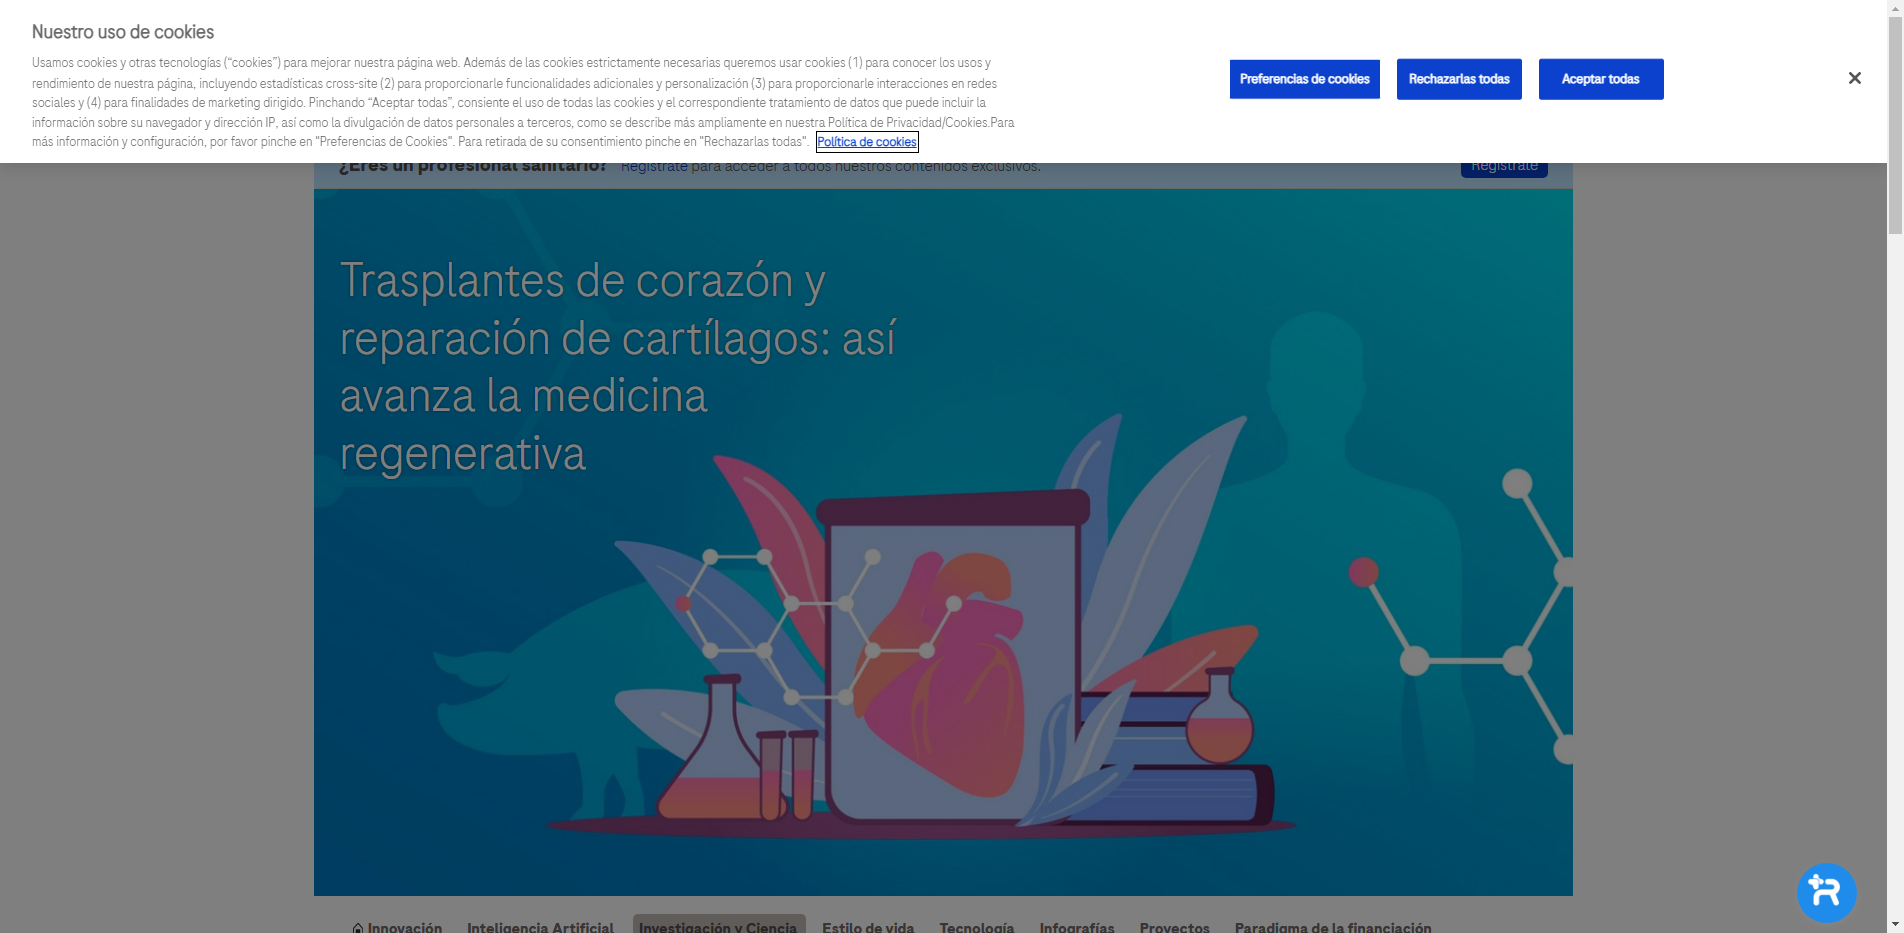 Nuestro uso de cookies
Usamos cookies y otras tecnologías (“cookies”) para mejorar nuestra página web. Además de las cookies estrictamente necesarias queremos usar cookies (1) para conocer los usos y
rendimiento de nuestra página, incluyendo estadísticas cross-site (2) para proporcionarle funcionalidades adicionales y personalización (3) para proporcionarle interacciones en redes
sociales y (4) para finalidades de marketing dirigido. Pinchando “Aceptar todas”, consiente el uso de todas las cookies y el correspondiente tratamiento de datos que puede incluir la
información sobre su navegador y dirección IP, así como la divulgación de datos personales a terceros, como se describe más ampliamente en nuestra Política de Privacidad/Cookies.Para
más información y configuración, por favor pinche en "Preferencias de Cookies". Para retirada de su consentimiento pinche en "Rechazarlas todas". Política de cookies
Preferencias de cookies Rechazarlas todas Aceptar todas
¿Eres un profesional sanitario? Regístrate para acceder a todos nuestros contenidos exclusivos. Regístrate
Trasplantes de corazón y
reparación de cartílagos: así
avanza la medicina
regenerativa
Innovación Inteligencia Artificial Investigación y Ciencia Estilo de vida Tecnología Infografías Proyectos Paradigma de la financiación